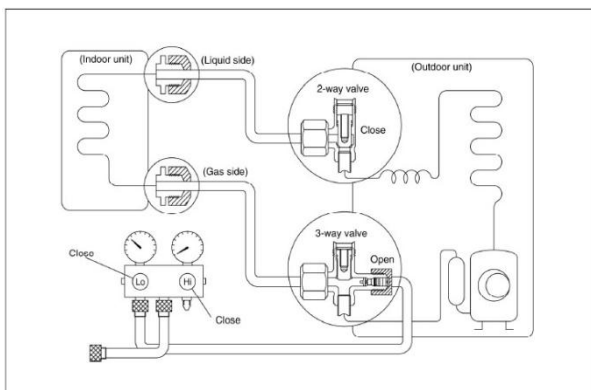 (Indoor unit)
(Liquid side)
(Outdoor unit)
2-way valve
Close
(Gas side)
3-way valve
Open
Close
Lo
Hi
Close